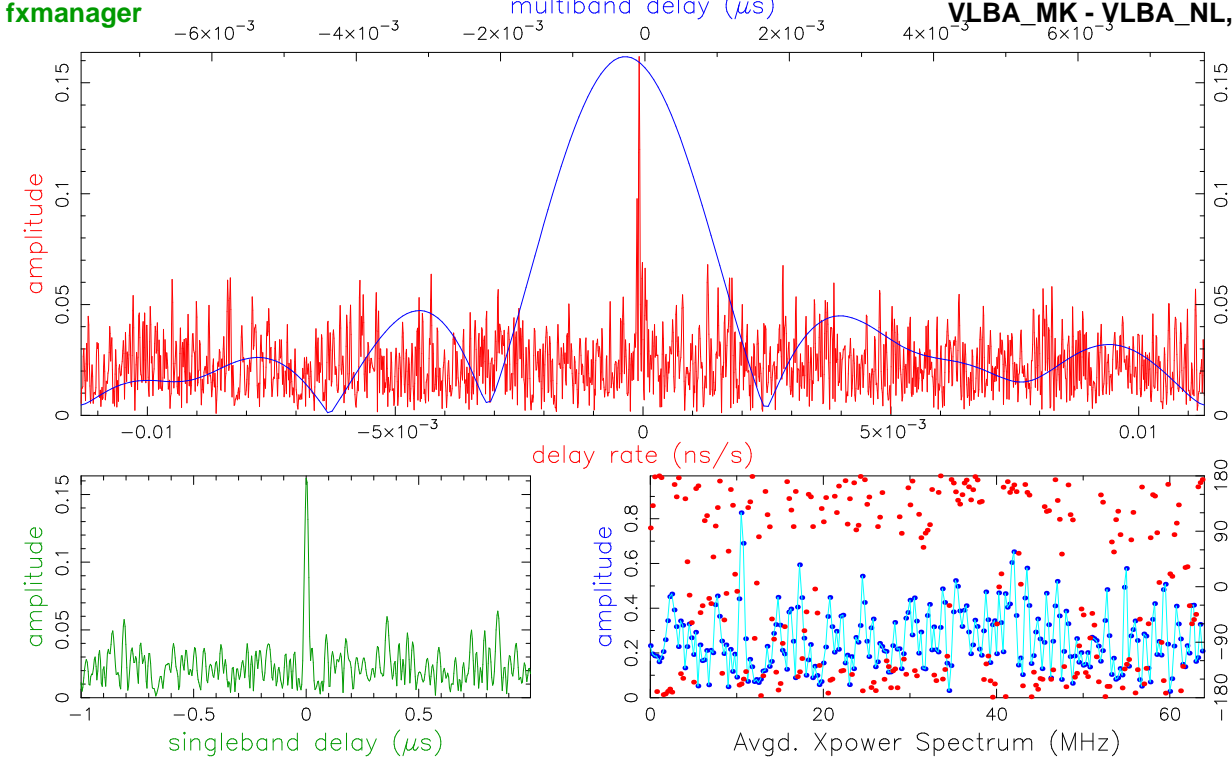 fxmanager
multiband delay (μs)
VLBA_MK - VLBA_NL,
−6×10⁻³ −4×10⁻³ −2×10⁻³ 0 2×10⁻³ 4×10⁻³ 6×10⁻³
0.15 0.15
0.1 0.1
amplitude
0.05 0.05
0 0
−0.01 −5×10⁻³ 0 5×10⁻³ 0.01
delay rate (ns/s)
0.15
0.1
amplitude
0.05
0
−1 −0.5 0 0.5
singleband delay (μs)
0.8 180
0.6 90
amplitude
0.4 0
0.2 −90
0 −180
0 20 40 60
Avgd. Xpower Spectrum (MHz)